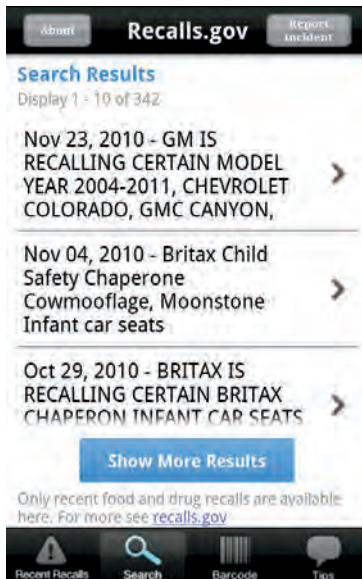 About
Recalls.gov
Report
Incident
Search Results
Display 1 - 10 of 342
Nov 23, 2010 - GM IS
RECALLING CERTAIN MODEL
YEAR 2004-2011, CHEVROLET
COLORADO, GMC CANYON,
Nov 04, 2010 - Britax Child
Safety Chaperone
Cowmooflage, Moonstone
Infant car seats
Oct 29, 2010 - BRITAX IS
RECALLING CERTAIN BRITAX
CHAPERON INFANT CAR SEATS
Show More Results
Only recent food and drug recalls are available
here. For more see recalls.gov
Recent Recalls
Search
Barcode
Tips